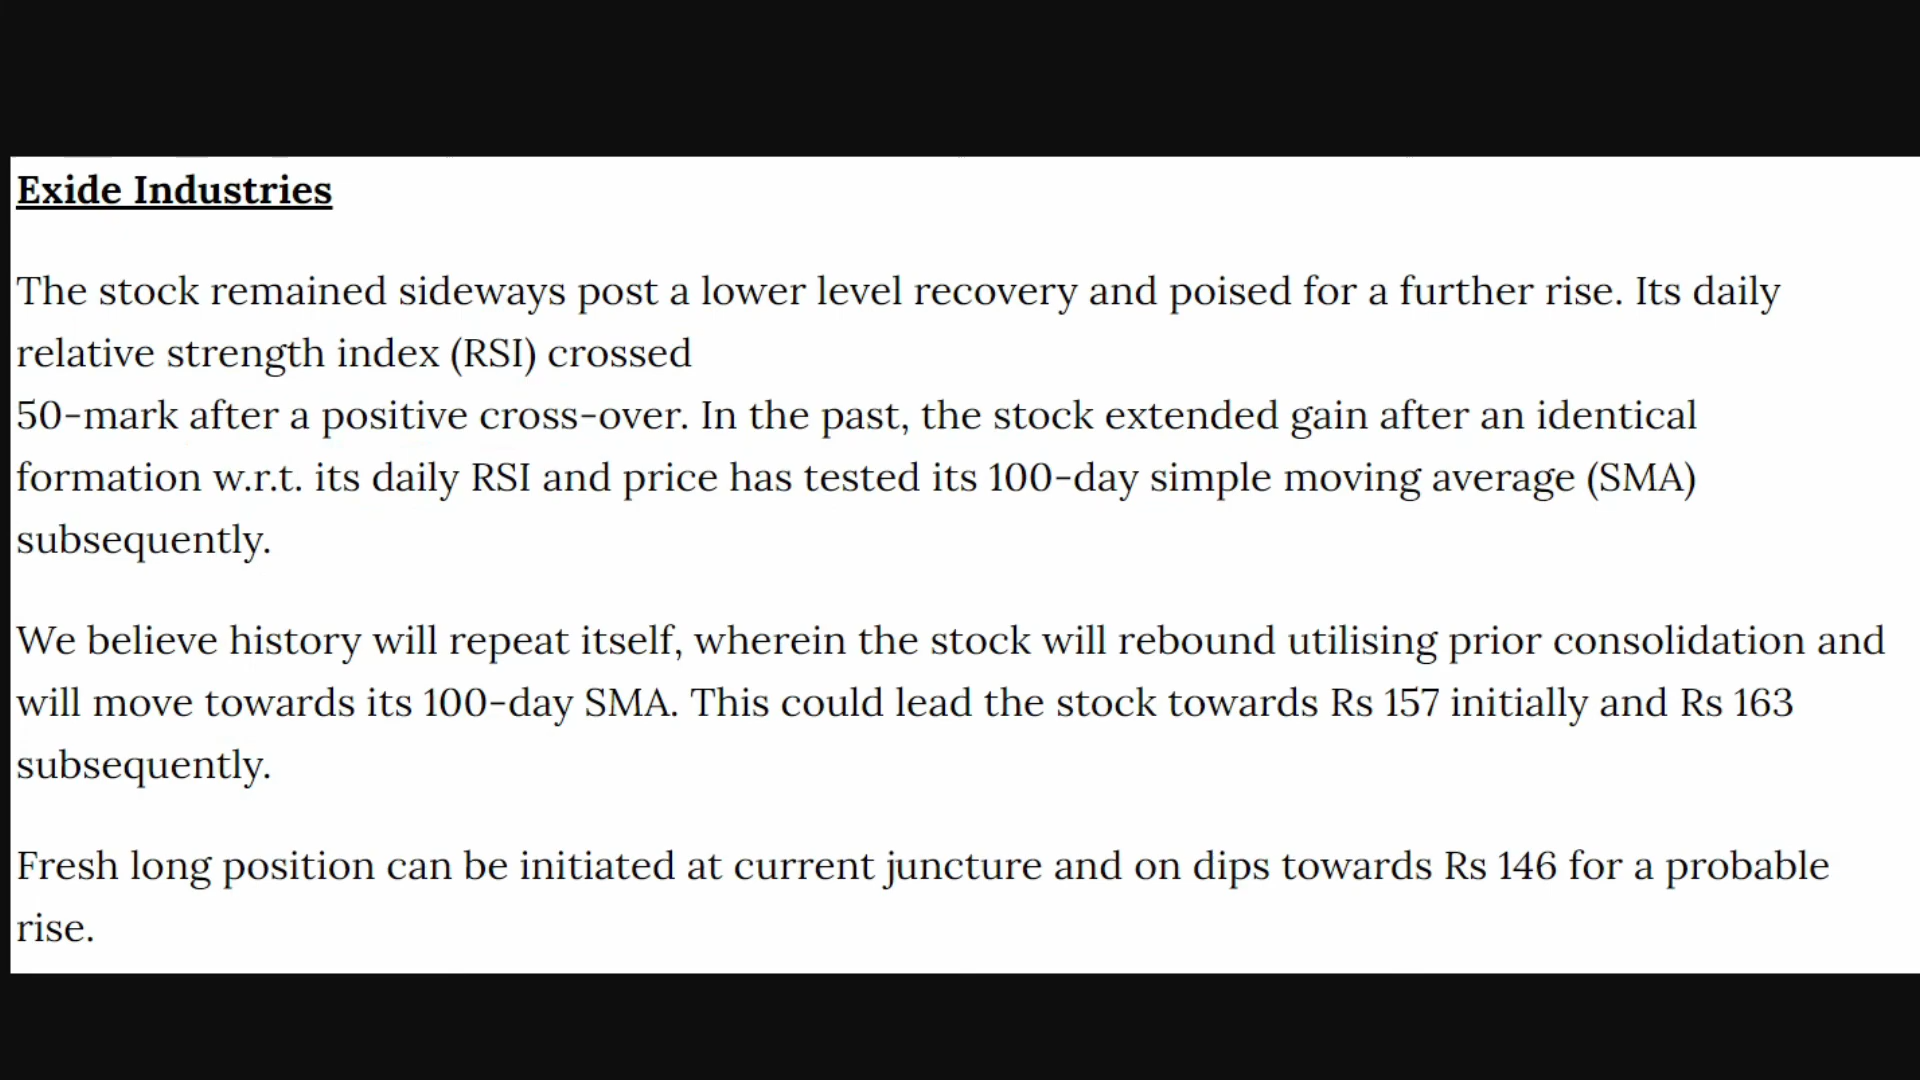 Exide Industries
The stock remained sideways post a lower level recovery and poised for a further rise. Its daily
relative strength index (RSI) crossed
50-mark after a positive cross-over. In the past, the stock extended gain after an identical
formation w.r.t. its daily RSI and price has tested its 100-day simple moving average (SMA)
subsequently.
We believe history will repeat itself, wherein the stock will rebound utilising prior consolidation and
will move towards its 100-day SMA. This could lead the stock towards Rs 157 initially and Rs 163
subsequently.
Fresh long position can be initiated at current juncture and on dips towards Rs 146 for a probable
rise.